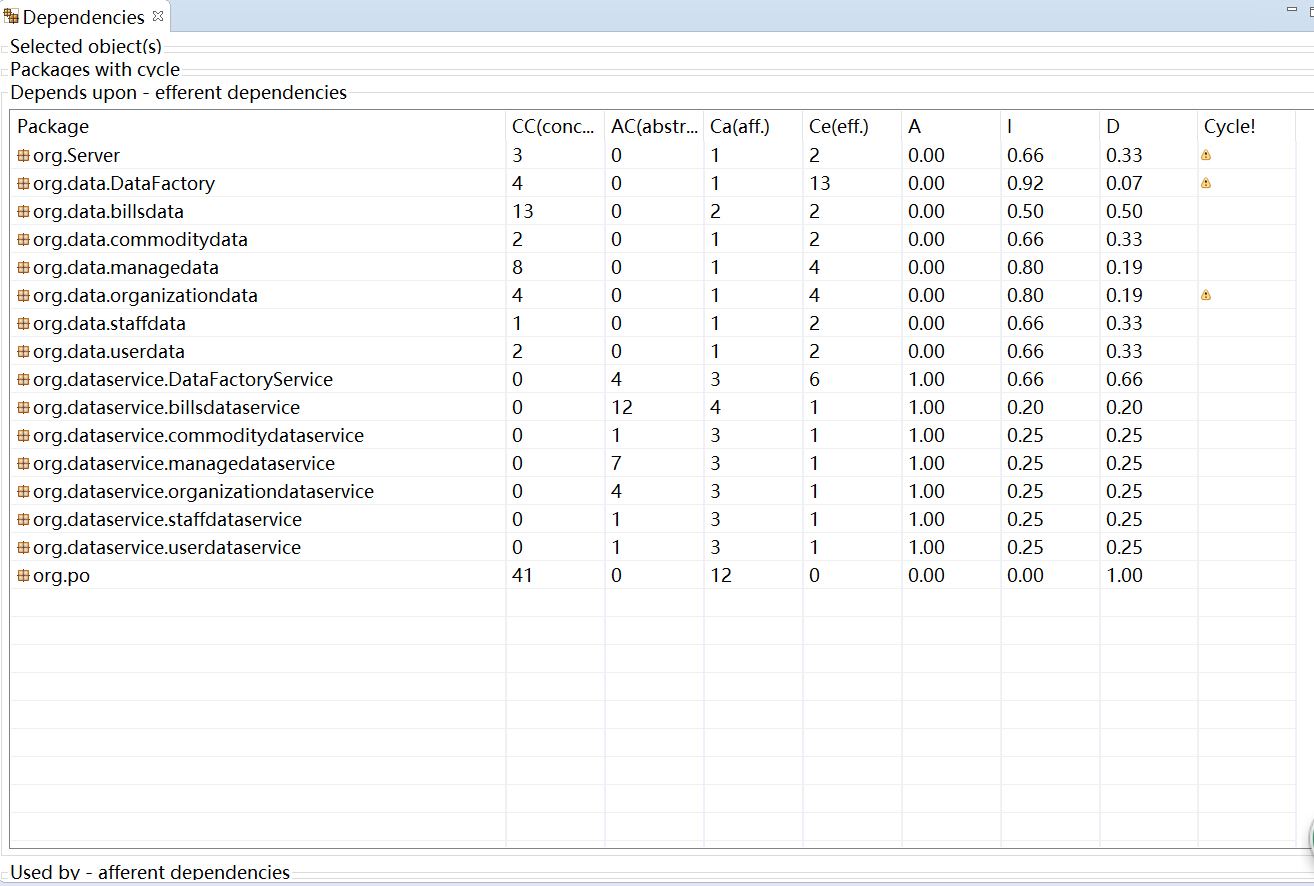 Dependencies
Selected object(s)
Packages with cycle
Depends upon - efferent dependencies
Package CC(conc... AC(abstr... Ca(aff.) Ce(eff.) A I D Cycle!
org.Server 3 0 1 2 0.00 0.66 0.33
org.data.DataFactory 4 0 1 13 0.00 0.92 0.07
org.data.billsdata 13 0 2 2 0.00 0.50 0.50
org.data.commoditydata 2 0 1 2 0.00 0.66 0.33
org.data.managedata 8 0 1 4 0.00 0.80 0.19
org.data.organizationdata 4 0 1 4 0.00 0.80 0.19
org.data.staffdata 1 0 1 2 0.00 0.66 0.33
org.data.userdata 2 0 1 2 0.00 0.66 0.33
org.dataservice.DataFactoryService 0 4 3 6 1.00 0.66 0.66
org.dataservice.billsdataservice 0 12 4 1 1.00 0.20 0.20
org.dataservice.commoditydataservice 0 1 3 1 1.00 0.25 0.25
org.dataservice.managedataservice 0 7 3 1 1.00 0.25 0.25
org.dataservice.organizationdataservice 0 4 3 1 1.00 0.25 0.25
org.dataservice.staffdataservice 0 1 3 1 1.00 0.25 0.25
org.dataservice.userdataservice 0 1 3 1 1.00 0.25 0.25
org.po 41 0 12 0 0.00 0.00 1.00
Used by - afferent dependencies